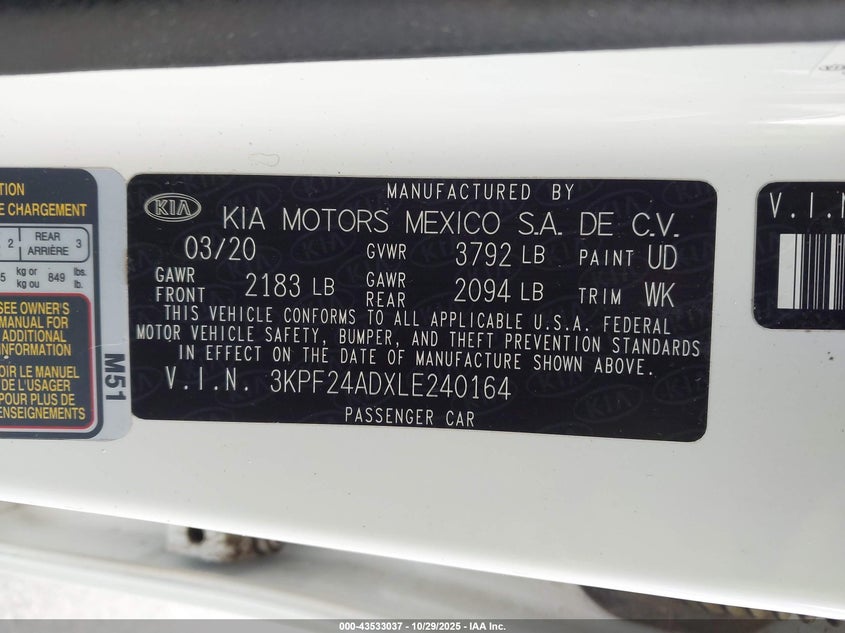 TION
E CHARGEMENT
2 REAR ARRIÈRE 3
5 kg or kg ou 849 lbs. lb.
SEE OWNER'S
MANUAL FOR
ADDITIONAL
INFORMATION
OIR LE MANUEL
DE L'USAGER
POUR PLUS DE
RENSEIGNEMENTS
M51
MANUFACTURED BY
KIA KIA MOTORS MEXICO S.A. DE C.V.
03/20 GVWR 3792 LB PAINT UD
GAWR FRONT 2183 LB GAWR REAR 2094 LB TRIM WK
THIS VEHICLE CONFORMS TO ALL APPLICABLE U.S.A. FEDERAL
MOTOR VEHICLE SAFETY, BUMPER, AND THEFT PREVENTION STANDARDS
IN EFFECT ON THE DATE OF MANUFACTURE SHOWN ABOVE.
V.I.N. 3KPF24ADXLE240164
PASSENGER CAR
V.I.N
000-43533037 - 10/29/2025 - IAA Inc.